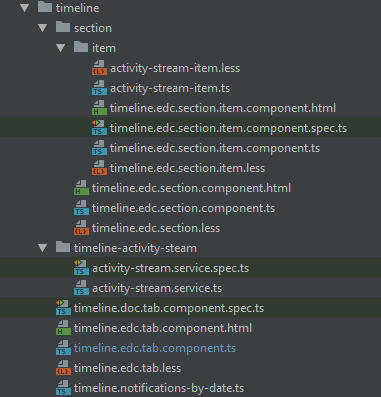 timeline
section
item
activity-stream-item.less
activity-stream-item.ts
timeline.edc.section.item.component.html
timeline.edc.section.item.component.spec.ts
timeline.edc.section.item.component.ts
timeline.edc.section.item.less
timeline.edc.section.component.html
timeline.edc.section.component.ts
timeline.edc.section.less
timeline-activity-steam
activity-stream.service.spec.ts
activity-stream.service.ts
timeline.doc.tab.component.spec.ts
timeline.edc.tab.component.html
timeline.edc.tab.component.ts
timeline.edc.tab.less
timeline.notifications-by-date.ts